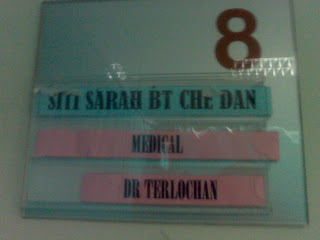 8
SITI SARAH BT CHE DAN
MEDICAL
DR TERLOCHAN